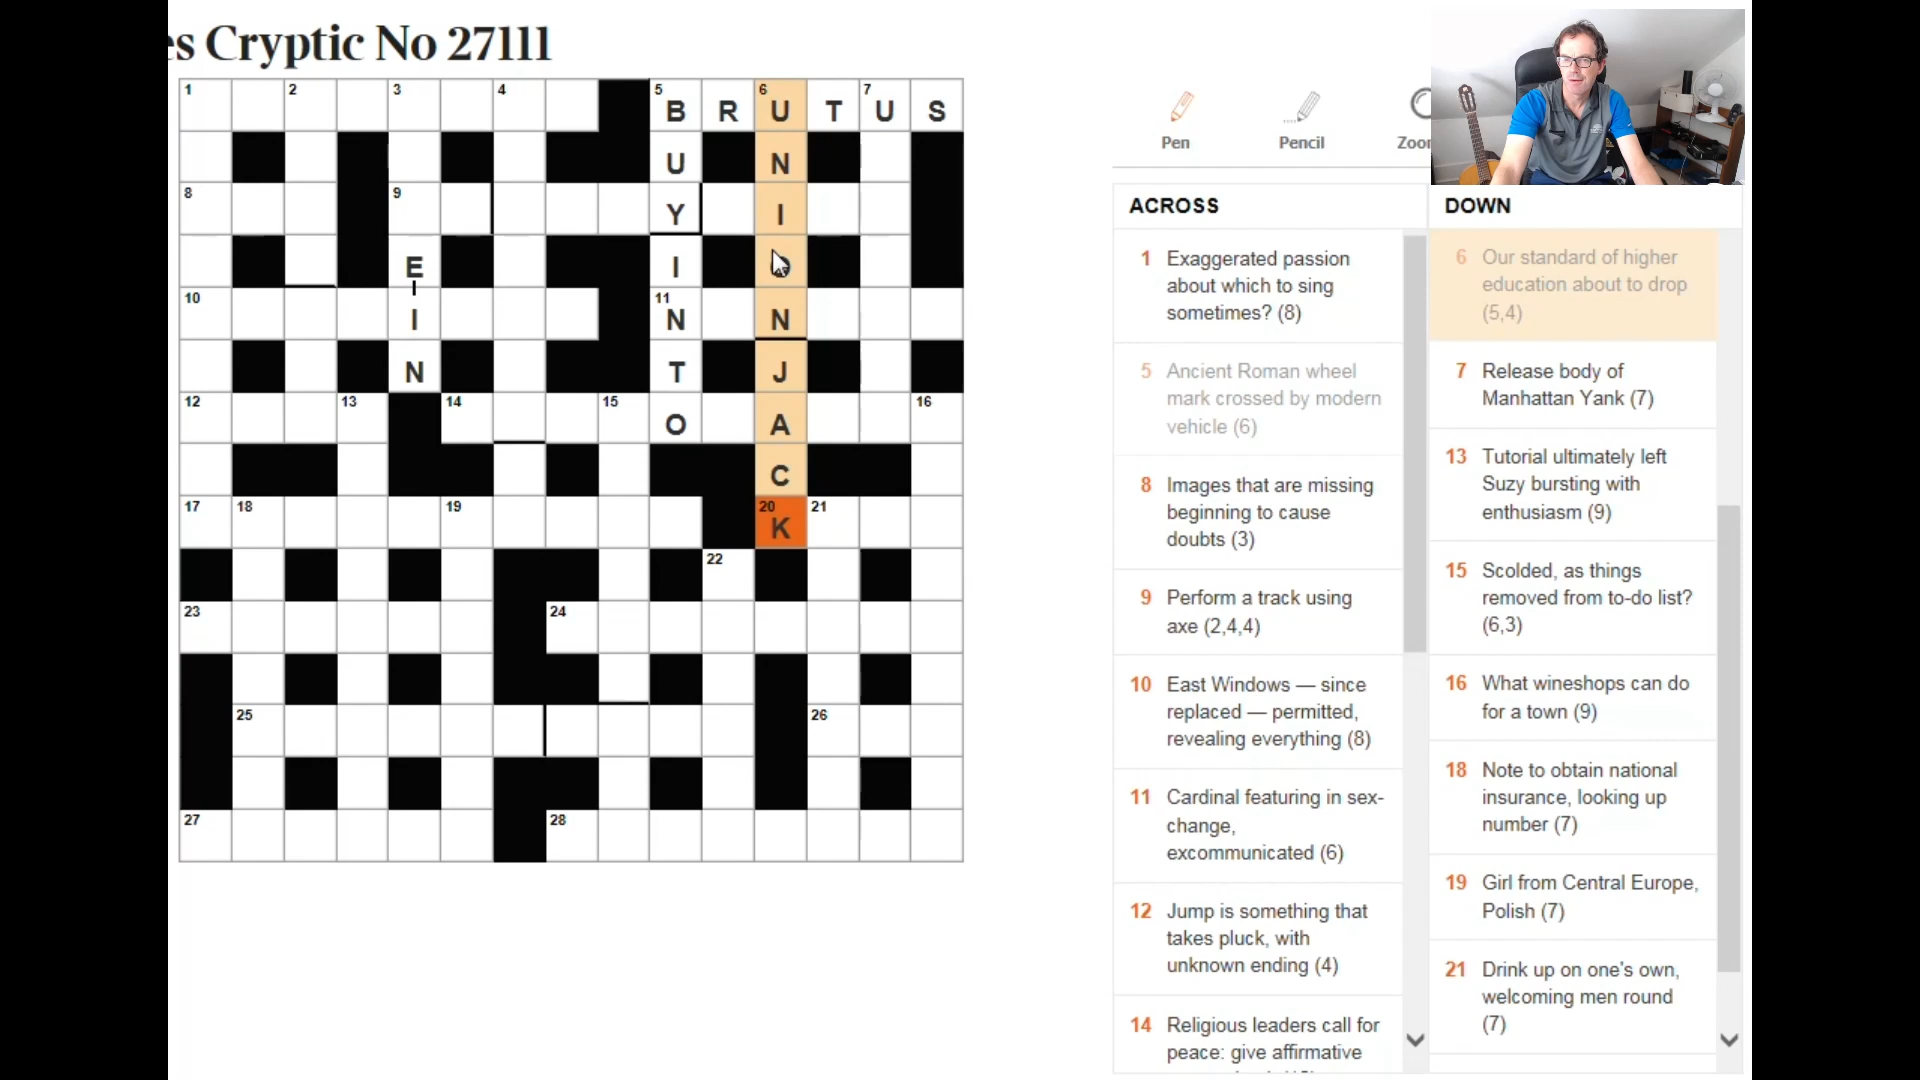 es Cryptic No 27111
1 2 3 4 5 B R 6 U T 7 U S
U N
8 9 Y I
E I O
10 I 11 N N
N T J
12 13 14 15 O A 16
C
17 18 19 20 K 21
22
23 24
25 26
27 28
Pen Pencil Zoo
ACROSS
1 Exaggerated passion
about which to sing
sometimes? (8)
5 Ancient Roman wheel
mark crossed by modern
vehicle (6)
8 Images that are missing
beginning to cause
doubts (3)
9 Perform a track using
axe (2,4,4)
10 East Windows — since
replaced — permitted,
revealing everything (8)
11 Cardinal featuring in sex-
change,
excommunicated (6)
12 Jump is something that
takes pluck, with
unknown ending (4)
14 Religious leaders call for
peace: give affirmative
DOWN
6 Our standard of higher
education about to drop
(5,4)
7 Release body of
Manhattan Yank (7)
13 Tutorial ultimately left
Suzy bursting with
enthusiasm (9)
15 Scolded, as things
removed from to-do list?
(6,3)
16 What wineshops can do
for a town (9)
18 Note to obtain national
insurance, looking up
number (7)
19 Girl from Central Europe,
Polish (7)
21 Drink up on one's own,
welcoming men round
(7)